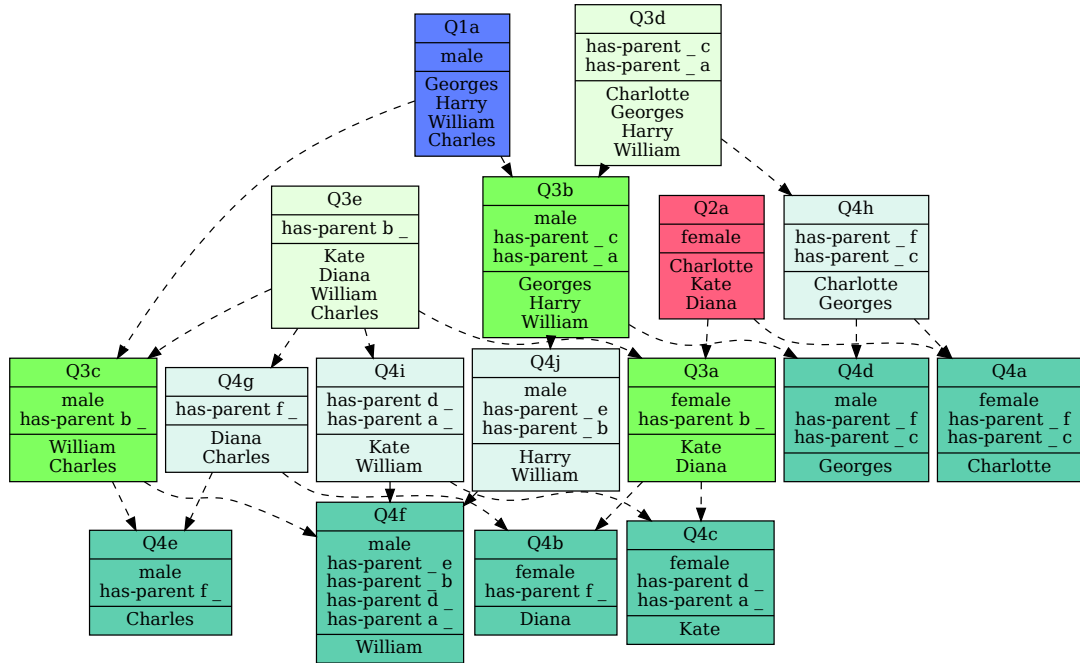 Q1a
male
Georges
Harry
William
Charles
Q3d
has-parent _ c
has-parent _ a
Charlotte
Georges
Harry
William
Q3e
has-parent b _
Kate
Diana
William
Charles
Q3b
male
has-parent _ c
has-parent _ a
Georges
Harry
William
Q2a
female
Charlotte
Kate
Diana
Q4h
has-parent _ f
has-parent _ c
Charlotte
Georges
Q3c
male
has-parent b _
William
Charles
Q4g
has-parent f _
Diana
Charles
Q4i
has-parent d _
has-parent a _
Kate
William
Q4j
male
has-parent _ e
has-parent _ b
Harry
William
Q3a
female
has-parent b _
Kate
Diana
Q4d
male
has-parent _ f
has-parent _ c
Georges
Q4a
female
has-parent _ f
has-parent _ c
Charlotte
Q4e
male
has-parent f _
Charles
Q4f
male
has-parent _ e
has-parent _ b
has-parent d _
has-parent a _
William
Q4b
female
has-parent f _
Diana
Q4c
female
has-parent d _
has-parent a _
Kate